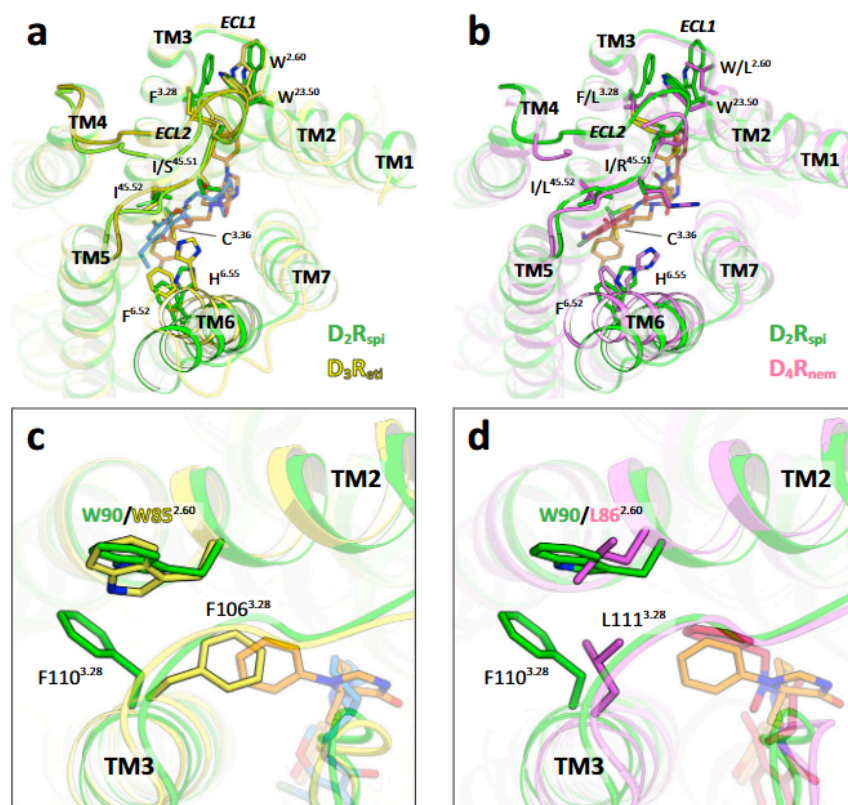 a
ECL1
TM3
W2.60
F3.28
W23.50
TM4
ECL2
TM2
I/S45.51
TM1
I45.52
TM5
C3.36
H6.55
TM7
F6.52
TM6
D2Rspi
D3Reti
b
ECL1
TM3
W/L2.60
F/L3.28
W23.50
TM4
ECL2
TM2
I/R45.51
TM1
I/L45.52
C3.36
TM5
TM7
H6.55
F6.52
TM6
D2Rspi
D4Rnem
c
TM2
W90/W852.60
F1063.28
F1103.28
TM3
d
TM2
W90/L862.60
L1113.28
F1103.28
TM3